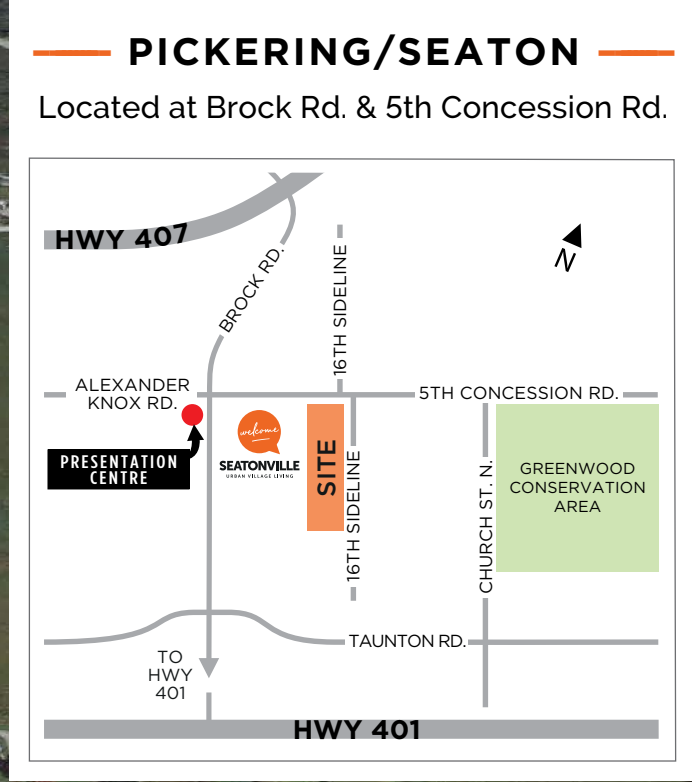 PICKERING/SEATON
Located at Brock Rd. & 5th Concession Rd.
HWY 407
BROCK RD.
16TH SIDELINE
N
ALEXANDER
KNOX RD.
5TH CONCESSION RD.
PRESENTATION
CENTRE
welcome
SEATONVILLE
URBAN VILLAGE LIVING
SITE
16TH SIDELINE
CHURCH ST. N.
GREENWOOD
CONSERVATION
AREA
TAUNTON RD.
TO
HWY
401
HWY 401